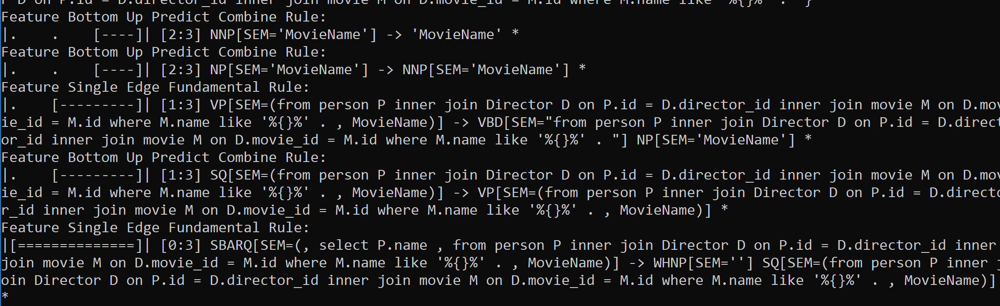 P D on P.id = D.director_id inner join movie M on D.movie_id = M.id where M.name like '%{}%' . "}
Feature Bottom Up Predict Combine Rule:
|.    .    [----]| [2:3] NNP[SEM='MovieName'] -> 'MovieName' *
Feature Bottom Up Predict Combine Rule:
|.    .    [----]| [2:3] NP[SEM='MovieName'] -> NNP[SEM='MovieName'] *
Feature Single Edge Fundamental Rule:
|.    [---------]| [1:3] VP[SEM=(from person P inner join Director D on P.id = D.director_id inner join movie M on D.mov
ie_id = M.id where M.name like '%{}%' . , MovieName)] -> VBD[SEM="from person P inner join Director D on P.id = D.direct
or_id inner join movie M on D.movie_id = M.id where M.name like '%{}%' . "] NP[SEM='MovieName'] *
Feature Bottom Up Predict Combine Rule:
|.    [---------]| [1:3] SQ[SEM=(from person P inner join Director D on P.id = D.director_id inner join movie M on D.mov
ie_id = M.id where M.name like '%{}%' . , MovieName)] -> VP[SEM=(from person P inner join Director D on P.id = D.directo
r_id inner join movie M on D.movie_id = M.id where M.name like '%{}%' . , MovieName)] *
Feature Single Edge Fundamental Rule:
|[==============]| [0:3] SBARQ[SEM=(, select P.name , from person P inner join Director D on P.id = D.director_id inner
join movie M on D.movie_id = M.id where M.name like '%{}%' . , MovieName)] -> WHNP[SEM=''] SQ[SEM=(from person P inner j
oin Director D on P.id = D.director_id inner join movie M on D.movie_id = M.id where M.name like '%{}%' . , MovieName)]
*